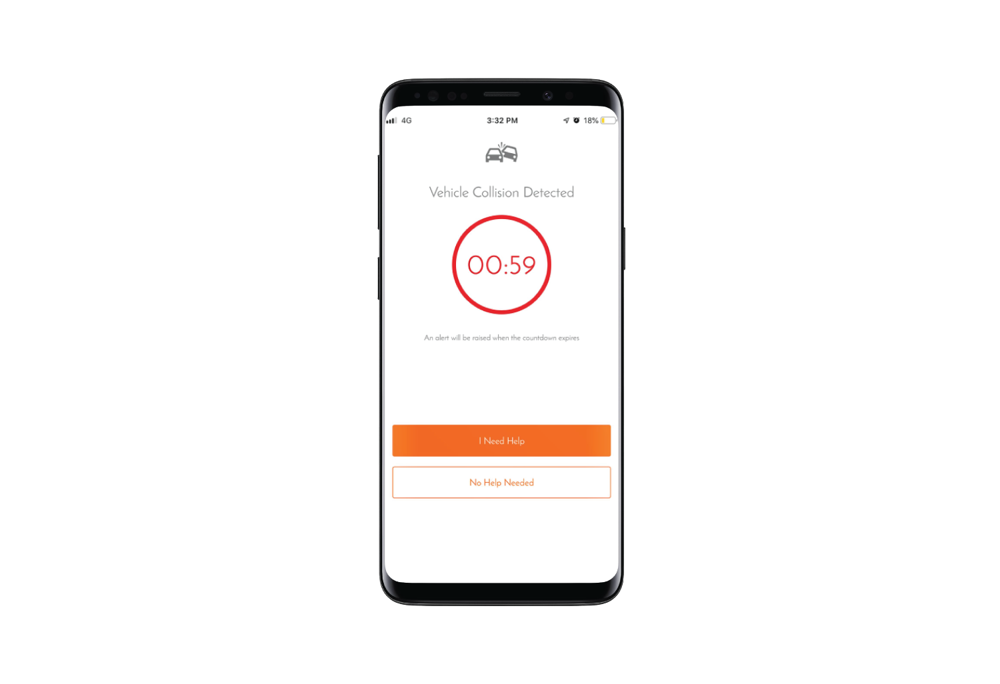 4G 3:32 PM 18%
Vehicle Collision Detected
00:59
An alert will be raised when the countdown expires
I Need Help
No Help Needed